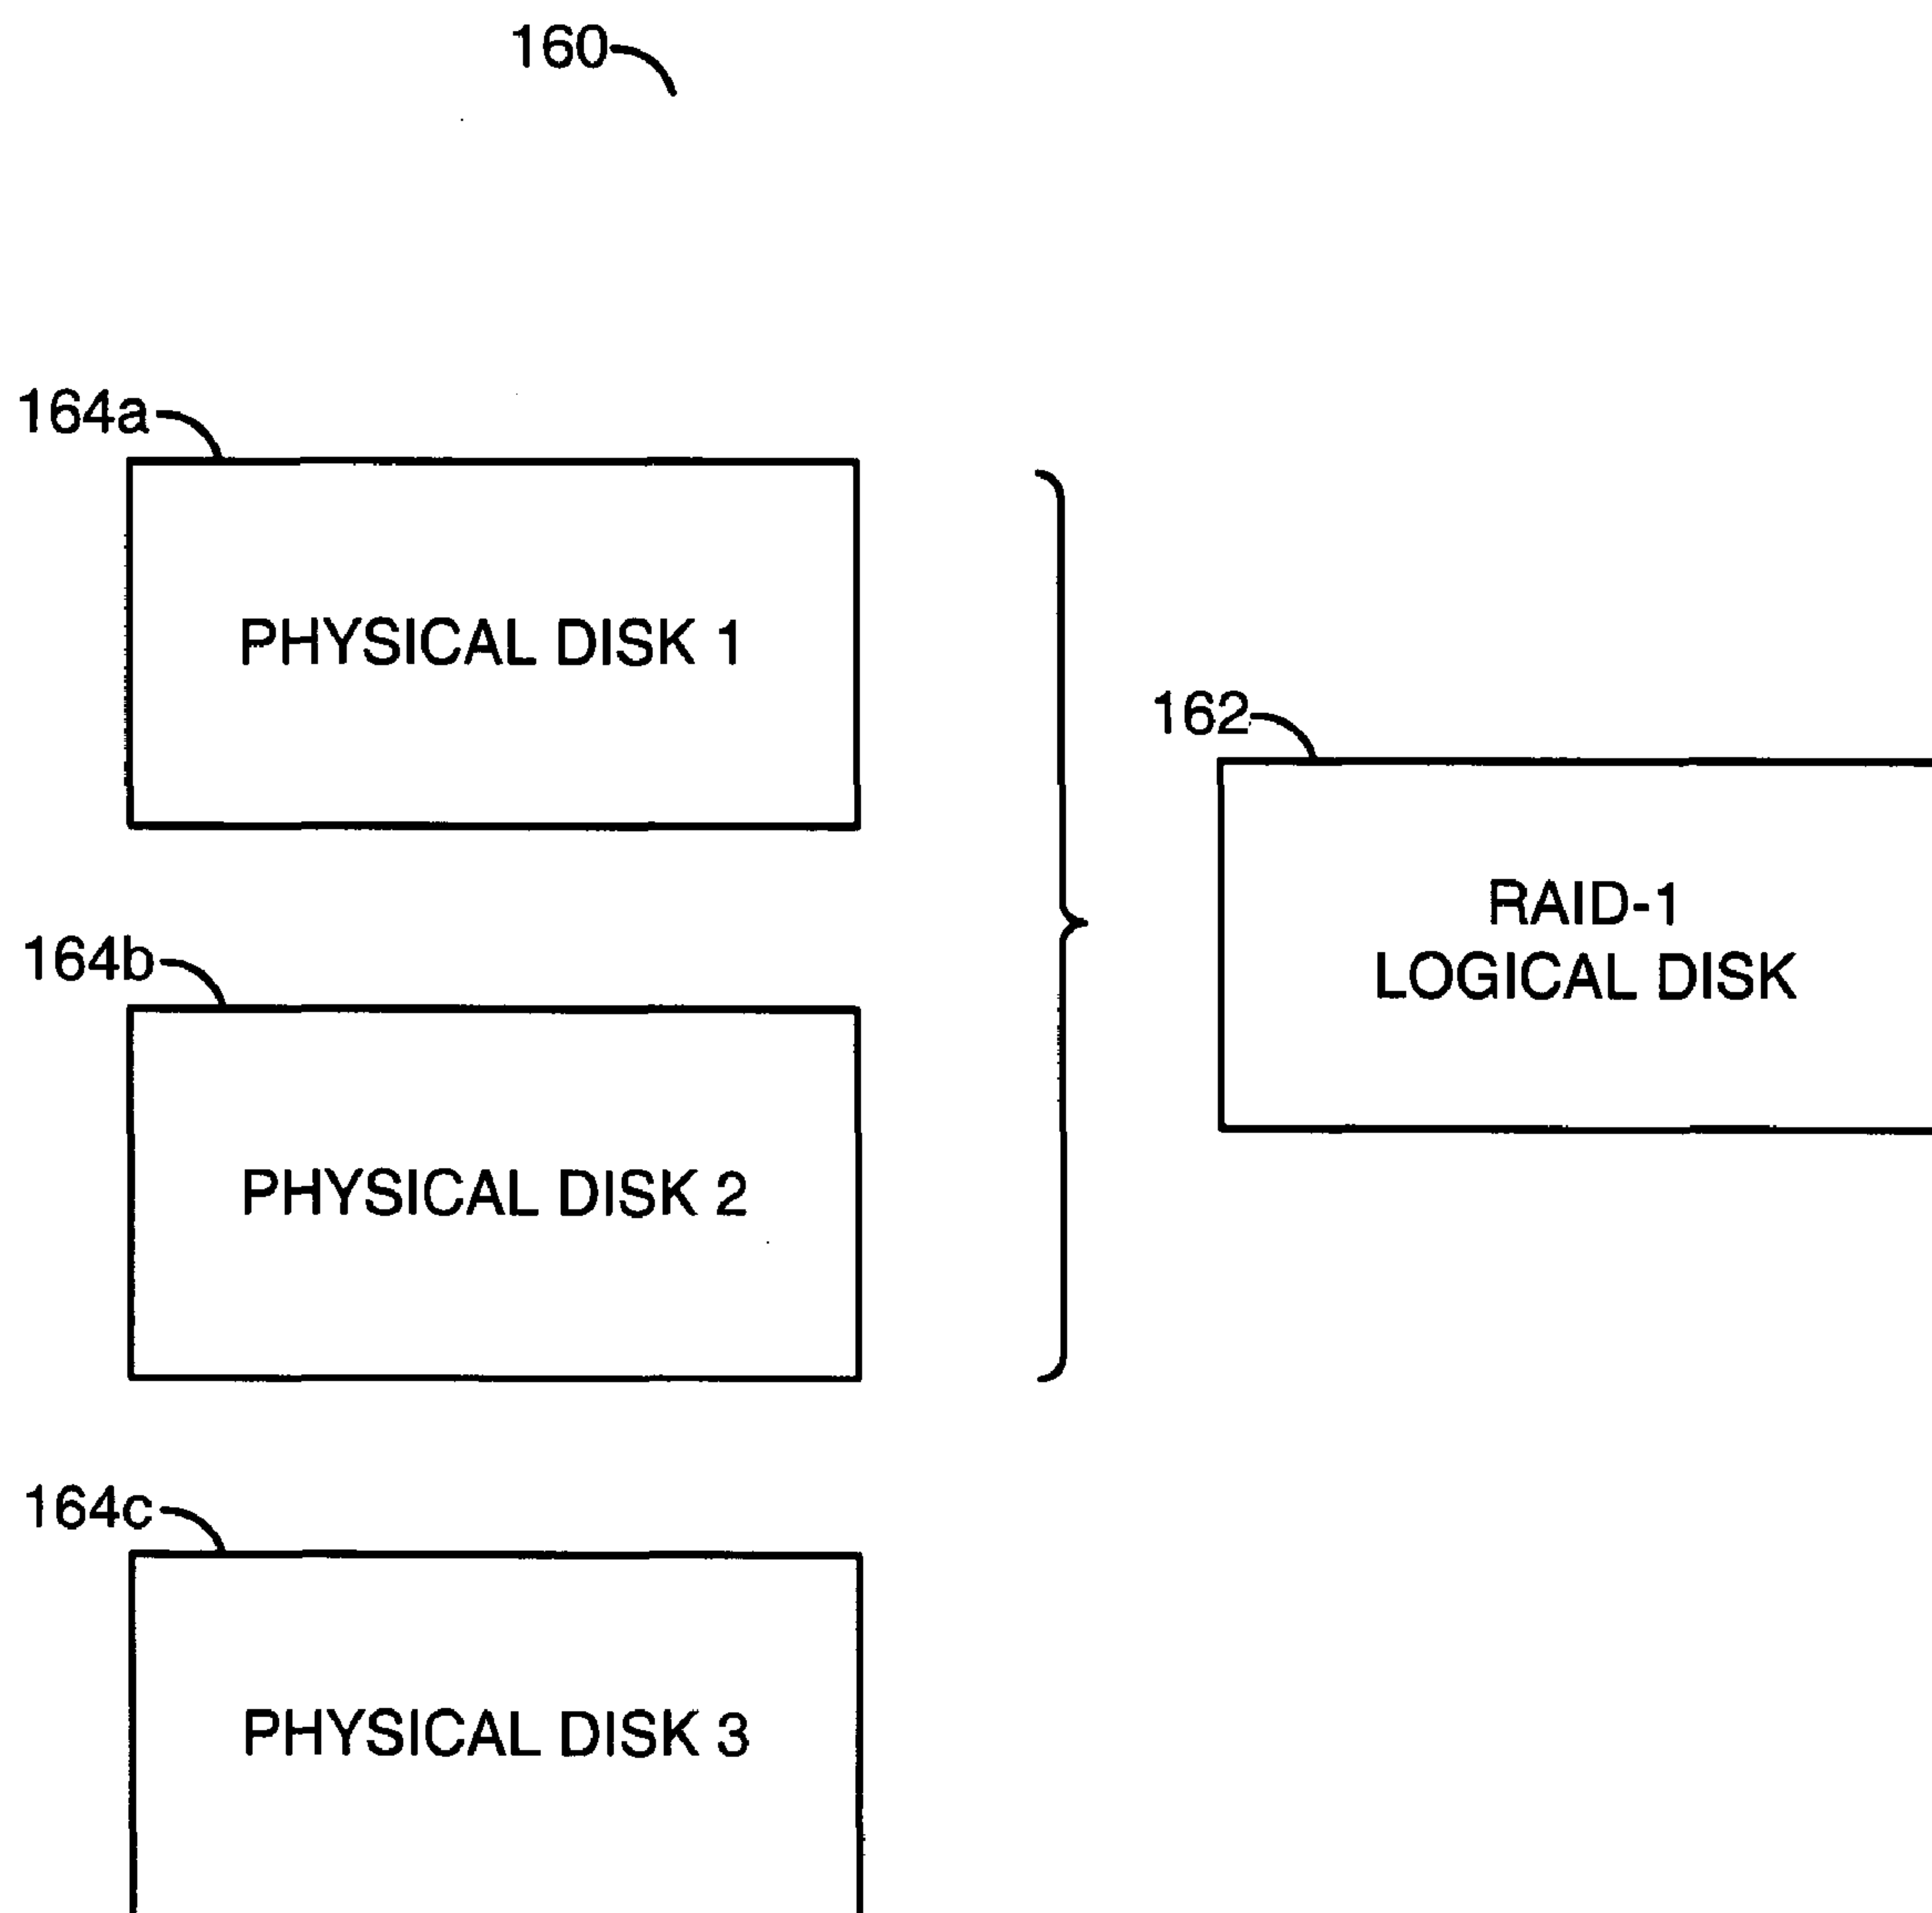 160
164a
PHYSICAL DISK 1
162
RAID-1
LOGICAL DISK
164b
PHYSICAL DISK 2
164c
PHYSICAL DISK 3